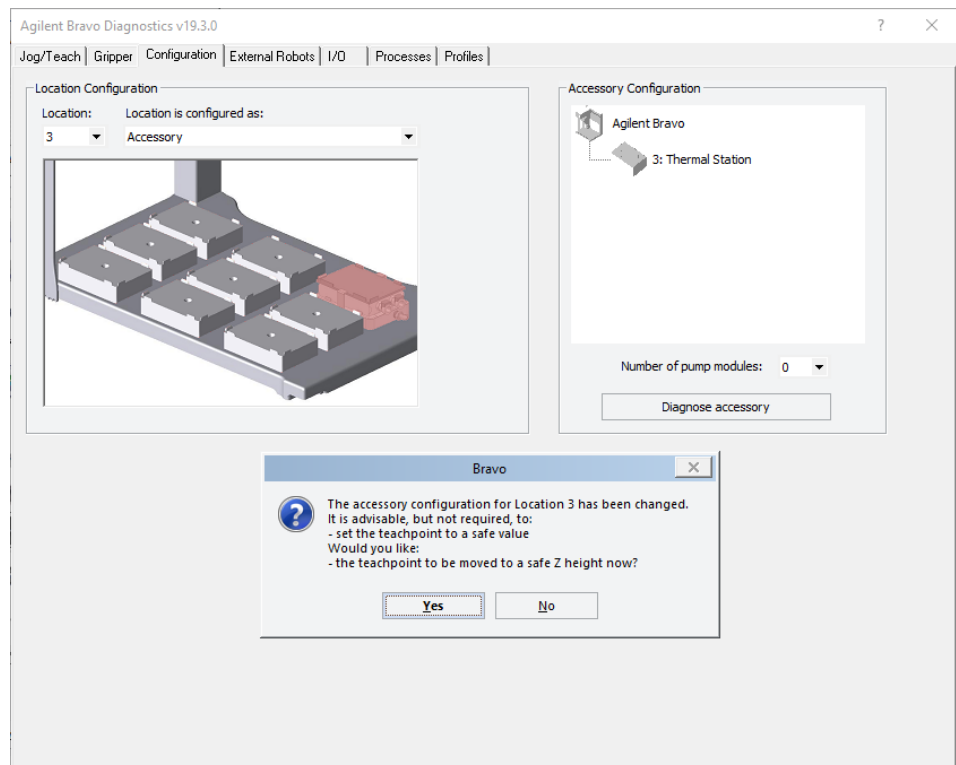 Agilent Bravo Diagnostics v19.3.0
?
Jog/Teach Gripper Configuration External Robots I/O Processes Profiles
Location Configuration
Location: Location is configured as:
3 Accessory
Accessory Configuration
Agilent Bravo
3: Thermal Station
Number of pump modules: 0
Diagnose accessory
Bravo
?
The accessory configuration for Location 3 has been changed.
It is advisable, but not required, to:
- set the teachpoint to a safe value
Would you like:
- the teachpoint to be moved to a safe Z height now?
Yes No